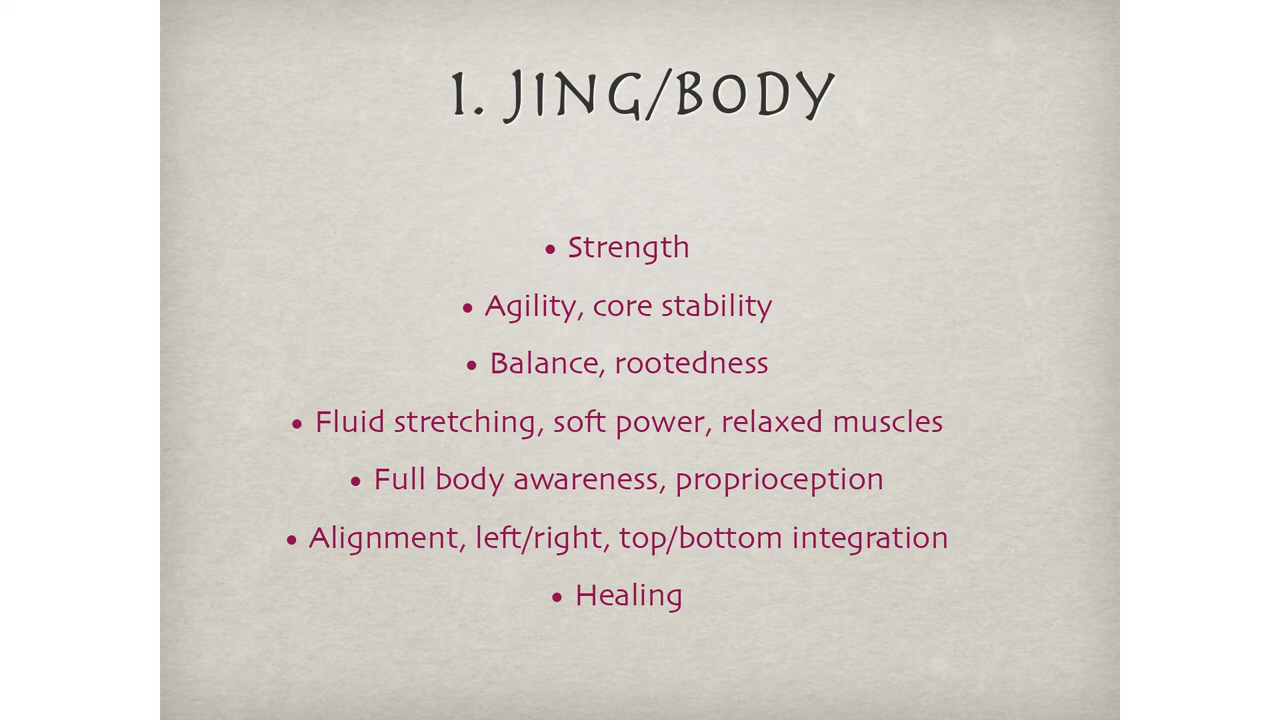 1. JING/BODY
• Strength
• Agility, core stability
• Balance, rootedness
• Fluid stretching, soft power, relaxed muscles
• Full body awareness, proprioception
• Alignment, left/right, top/bottom integration
• Healing